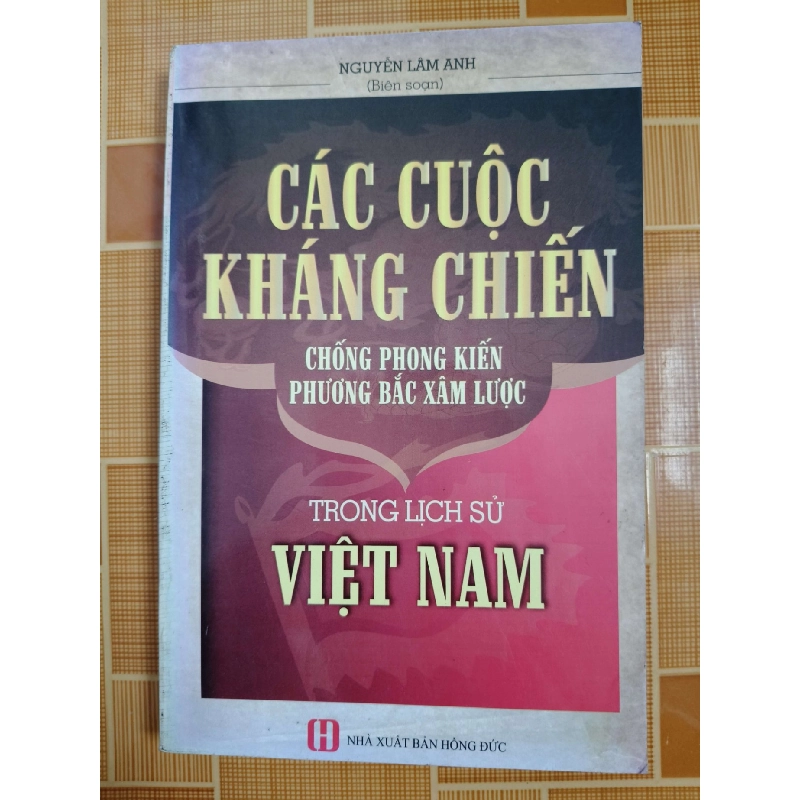 NGUYỄN LÂM ANH
(Biên soạn)
CÁC CUỘC
KHÁNG CHIẾN
CHỐNG PHONG KIẾN
PHƯƠNG BẮC XÂM LƯỢC
TRONG LỊCH SỬ
VIỆT NAM
NHÀ XUẤT BẢN HỒNG ĐỨC